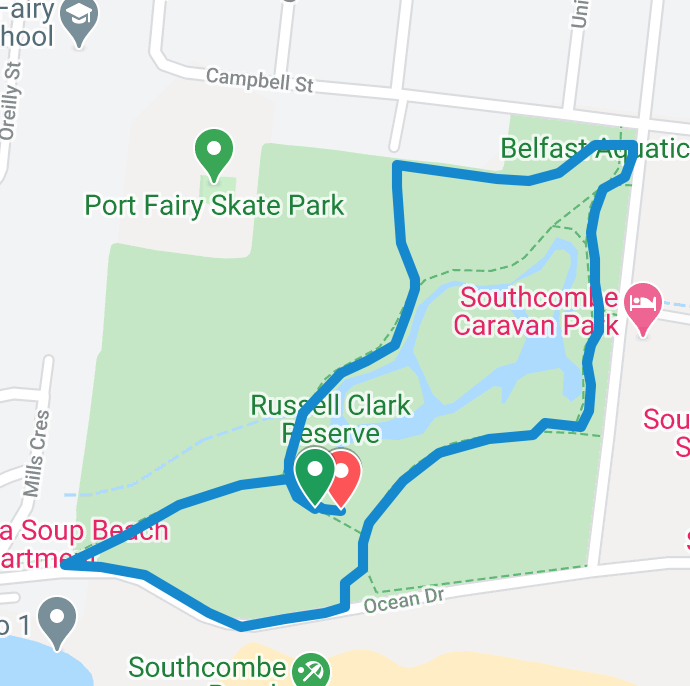 Fairy
hool
Oreilly St
Campbell St
Uni
Belfast Aquatic
Port Fairy Skate Park
Southcombe
Caravan Park
Russell Clark
Reserve
Mills Cres
Sou
S
a Soup Beach
artment
S
Ocean Dr
o 1
Southcombe